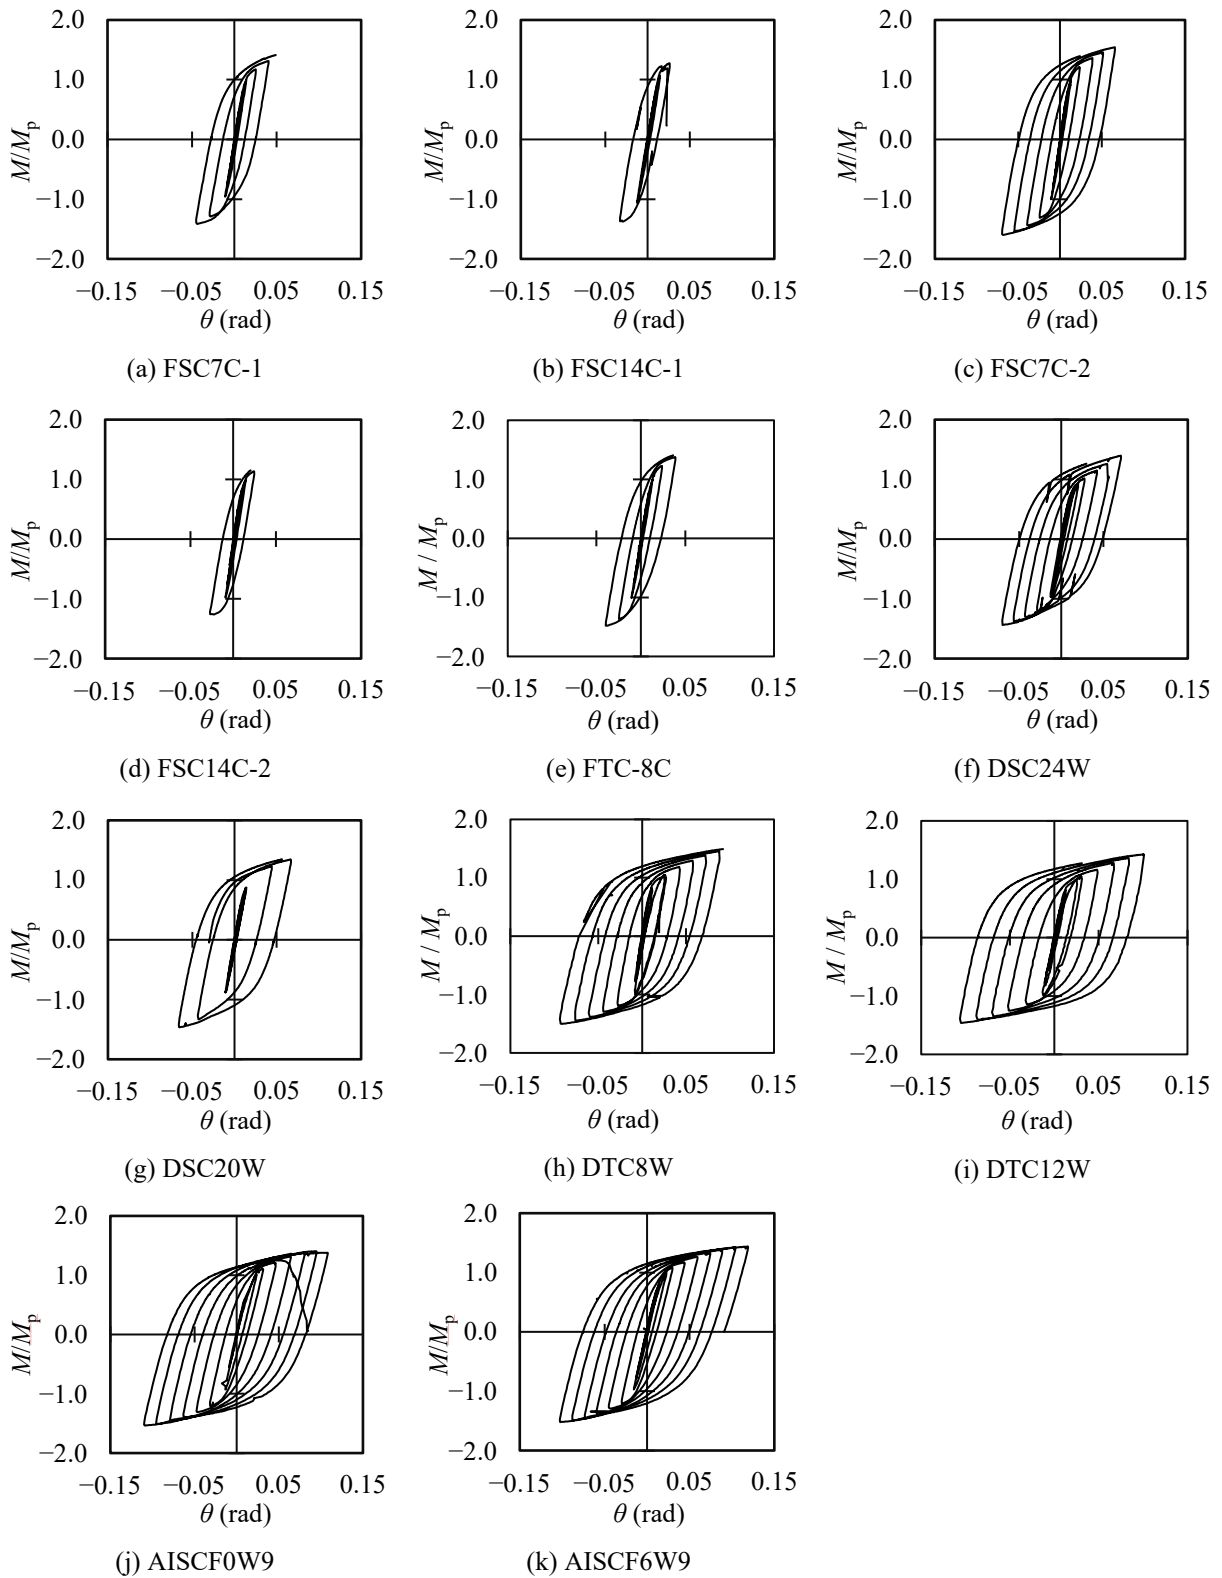 2.0 2.0 2.0
1.0 1.0 1.0
M/Mp M/Mp M/Mp
0.0 0.0 0.0
−1.0 −1.0 −1.0
−2.0 −2.0 −2.0
−0.15 −0.05 0.05 0.15 −0.15 −0.05 0.05 0.15 −0.15 −0.05 0.05 0.15
θ (rad) θ (rad) θ (rad)
(a) FSC7C-1 (b) FSC14C-1 (c) FSC7C-2
2.0 2.0 2.0
1.0 1.0 1.0
M/Mp M / Mp M/Mp
0.0 0.0 0.0
−1.0 −1.0 −1.0
−2.0 −2.0 −2.0
−0.15 −0.05 0.05 0.15 −0.15 −0.05 0.05 0.15 −0.15 −0.05 0.05 0.15
θ (rad) θ (rad) θ (rad)
(d) FSC14C-2 (e) FTC-8C (f) DSC24W
2.0 2.0 2.0
1.0 1.0 1.0
M/Mp M / Mp M / Mp
0.0 0.0 0.0
−1.0 −1.0 −1.0
−2.0 −2.0 −2.0
−0.15 −0.05 0.05 0.15 −0.15 −0.05 0.05 0.15 −0.15 −0.05 0.05 0.15
θ (rad) θ (rad) θ (rad)
(g) DSC20W (h) DTC8W (i) DTC12W
2.0 2.0
1.0 1.0
M/Mp M/Mp
0.0 0.0
−1.0 −1.0
−2.0 −2.0
−0.15 −0.05 0.05 0.15 −0.15 −0.05 0.05 0.15
θ (rad) θ (rad)
(j) AISCF0W9 (k) AISCF6W9